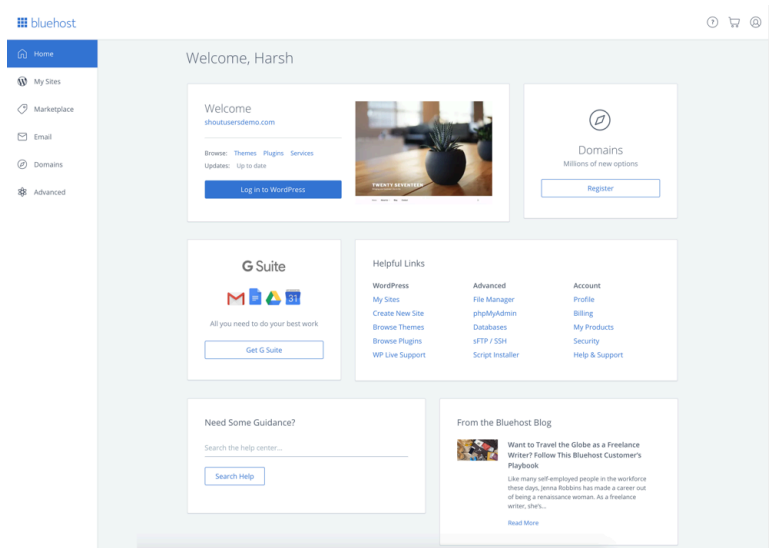 bluehost
Home
My Sites
Marketplace
Email
Domains
Advanced
Welcome, Harsh
Welcome
shoutusersdemo.com
Browse: Themes Plugins Services
Updates: Up to date
Log in to WordPress
TWENTY SEVENTEEN
Domains
Millions of new options
Register
G Suite
31
All you need to do your best work
Get G Suite
Helpful Links
WordPress
My Sites
Create New Site
Browse Themes
Browse Plugins
WP Live Support
Advanced
File Manager
phpMyAdmin
Databases
sFTP / SSH
Script Installer
Account
Profile
Billing
My Products
Security
Help & Support
Need Some Guidance?
Search the help center...
Search Help
From the Bluehost Blog
Want to Travel the Globe as a Freelance
Writer? Follow This Bluehost Customer's
Playbook
Like many self-employed people in the workforce
these days, Jenna Robbins has made a career out
of being a renaissance woman. As a freelance
writer, she's...
Read More